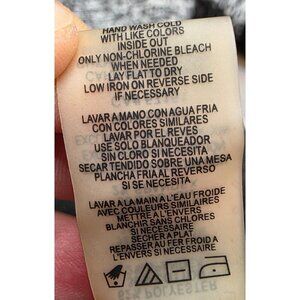 HAND WASH COLD
WITH LIKE COLORS
INSIDE OUT
ONLY NON-CHLORINE BLEACH
WHEN NEEDED
LAY FLAT TO DRY
LOW IRON ON REVERSE SIDE
IF NECESSARY
LAVAR A MANO CON AGUA FRIA
CON COLORES SIMILARES
LAVAR POR EL REVES
USE SOLO BLANQUEADOR
SIN CLORO SI NECESITA
SECAR TENDIDO SOBRE UNA MESA
PLANCHA FRIA AL REVERSO
SI SE NECESITA
LAVER A LA MAIN A L'EAU FROIDE
AVEC COULEURS SIMILAIRES
METTRE A L'ENVERS
BLANCHIR SANS CHLORES
SI NECESSAIRE
SECHER A PLAT
REPASSER AU FER FROID A
L'ENVERS SI NECESSAIRE